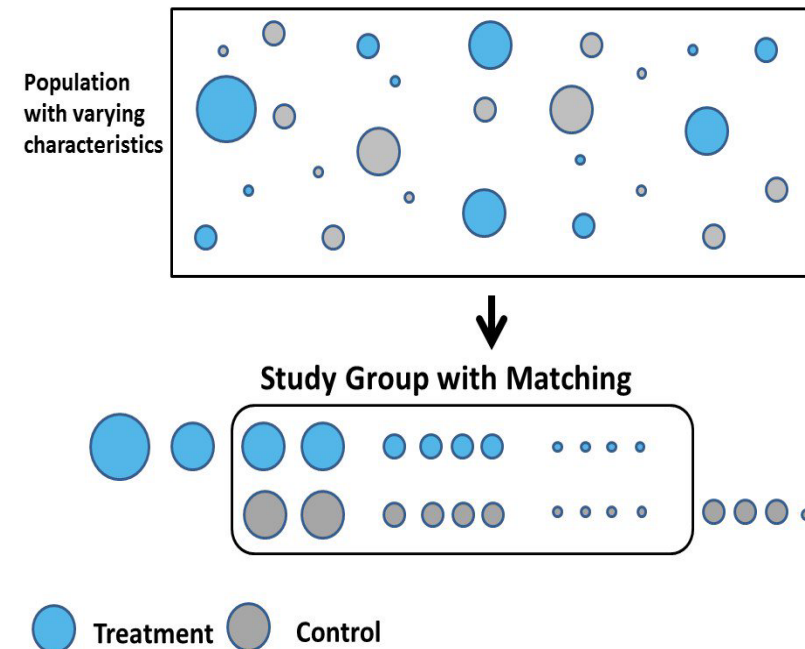 Population
with varying
characteristics
Study Group with Matching
Treatment
Control